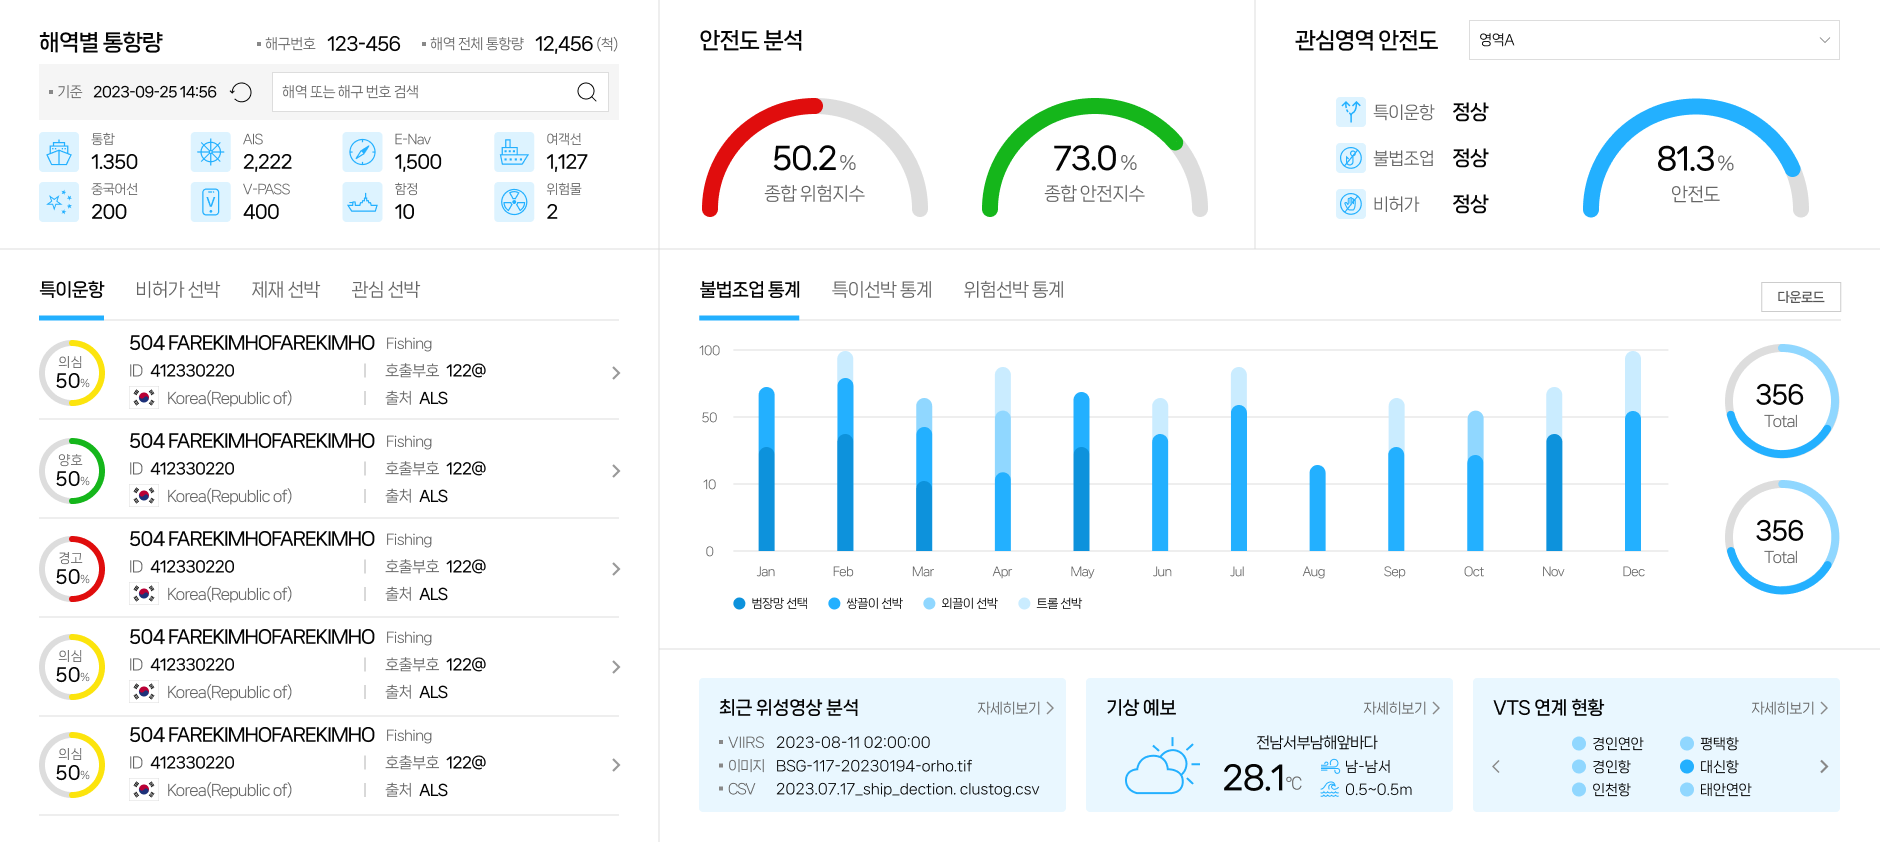 해역별 통항량
해구번호 123-456
해역 전체 통항량 12,456 (척)
기준 2023-09-25 14:56
해역 또는 해구 번호 검색
통합
1.350
AIS
2,222
E-Nav
1,500
여객선
1,127
중국어선
200
V-PASS
400
함정
10
위험물
2
안전도 분석
50.2 %
종합 위험지수
73.0 %
종합 안전지수
관심영역 안전도
영역A
특이운항 정상
불법조업 정상
비허가 정상
81.3 %
안전도
특이운항 비허가 선박 제재 선박 관심 선박
의심
50%
504 FAREKIMHOFAREKIMHO Fishing
ID 412330220 | 호출부호 122@
Korea(Republic of) | 출처 ALS
양호
50%
504 FAREKIMHOFAREKIMHO Fishing
ID 412330220 | 호출부호 122@
Korea(Republic of) | 출처 ALS
경고
50%
504 FAREKIMHOFAREKIMHO Fishing
ID 412330220 | 호출부호 122@
Korea(Republic of) | 출처 ALS
의심
50%
504 FAREKIMHOFAREKIMHO Fishing
ID 412330220 | 호출부호 122@
Korea(Republic of) | 출처 ALS
의심
50%
504 FAREKIMHOFAREKIMHO Fishing
ID 412330220 | 호출부호 122@
Korea(Republic of) | 출처 ALS
불법조업 통계 특이선박 통계 위험선박 통계
다운로드
100
50
10
0
Jan Feb Mar Apr May Jun Jul Aug Sep Oct Nov Dec
범장망 선택 쌍끌이 선박 외끌이 선박 트롤 선박
356
Total
356
Total
최근 위성영상 분석 자세히보기
VIIRS 2023-08-11 02:00:00
이미지 BSG-117-20230194-orho.tif
CSV 2023.07.17_ship_dection. clustog.csv
기상 예보 자세히보기
전남서부남해앞바다
28.1℃
남-남서
0.5~0.5m
VTS 연계 현황 자세히보기
경인연안 평택항
경인항 대신항
인천항 태안연안